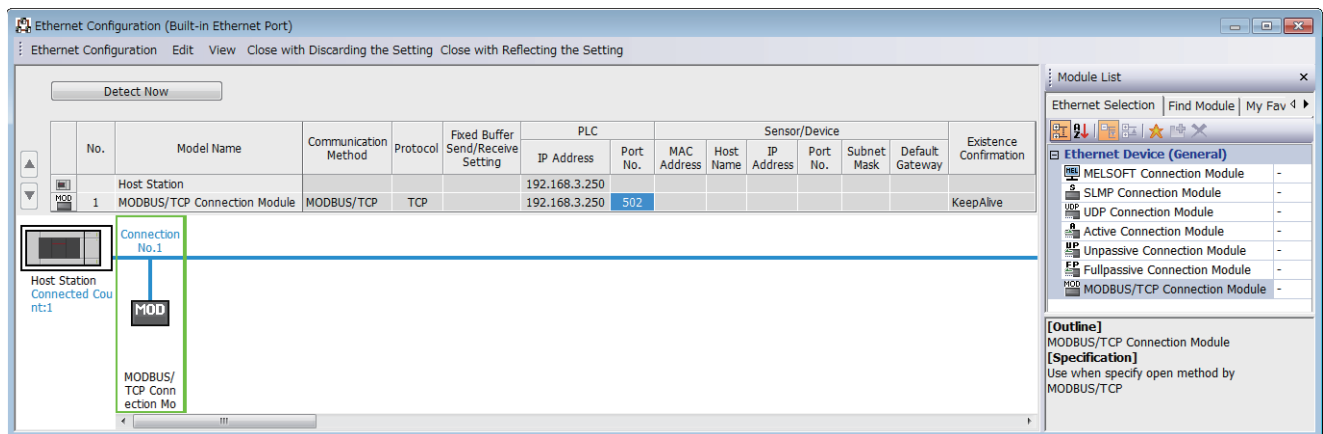 Ethernet Configuration (Built-in Ethernet Port)
Ethernet Configuration Edit View Close with Discarding the Setting Close with Reflecting the Setting
Detect Now
No. Model Name Communication Method Protocol Fixed Buffer Send/Receive Setting PLC Sensor/Device Existence Confirmation
IP Address Port No. MAC Address Host Name IP Address Port No. Subnet Mask Default Gateway
Host Station 192.168.3.250
MOD 1 MODBUS/TCP Connection Module MODBUS/TCP TCP 192.168.3.250 502 KeepAlive
Connection
No.1
Host Station
Connected Cou
nt:1
MOD
MODBUS/
TCP Conn
ection Mo
Module List
Ethernet Selection Find Module My Fav
Ethernet Device (General)
MEL MELSOFT Connection Module -
S SLMP Connection Module -
UDP UDP Connection Module -
A Active Connection Module -
UP Unpassive Connection Module -
FP Fullpassive Connection Module -
MOD MODBUS/TCP Connection Module -
[Outline]
MODBUS/TCP Connection Module
[Specification]
Use when specify open method by
MODBUS/TCP